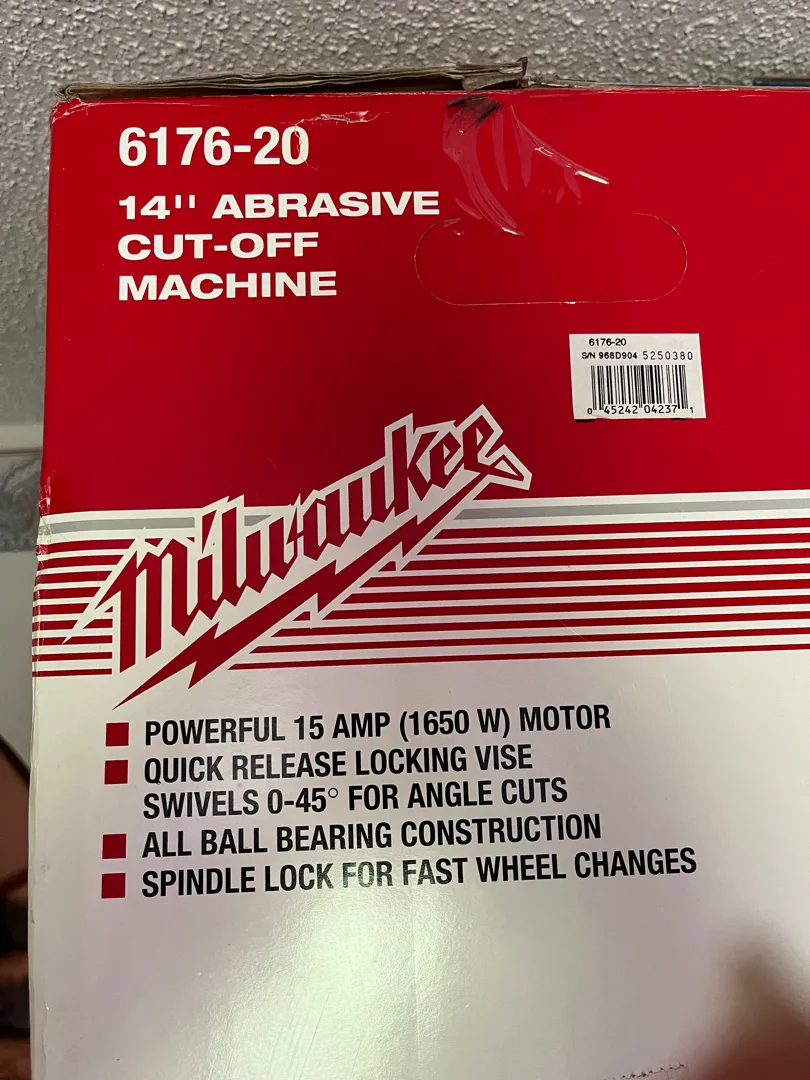 6176-20
14'' ABRASIVE
CUT-OFF
MACHINE
6176-20
S/N 968D904 5250380
0 45242 04237 1
Milwaukee
POWERFUL 15 AMP (1650 W) MOTOR
QUICK RELEASE LOCKING VISE
SWIVELS 0-45° FOR ANGLE CUTS
ALL BALL BEARING CONSTRUCTION
SPINDLE LOCK FOR FAST WHEEL CHANGES